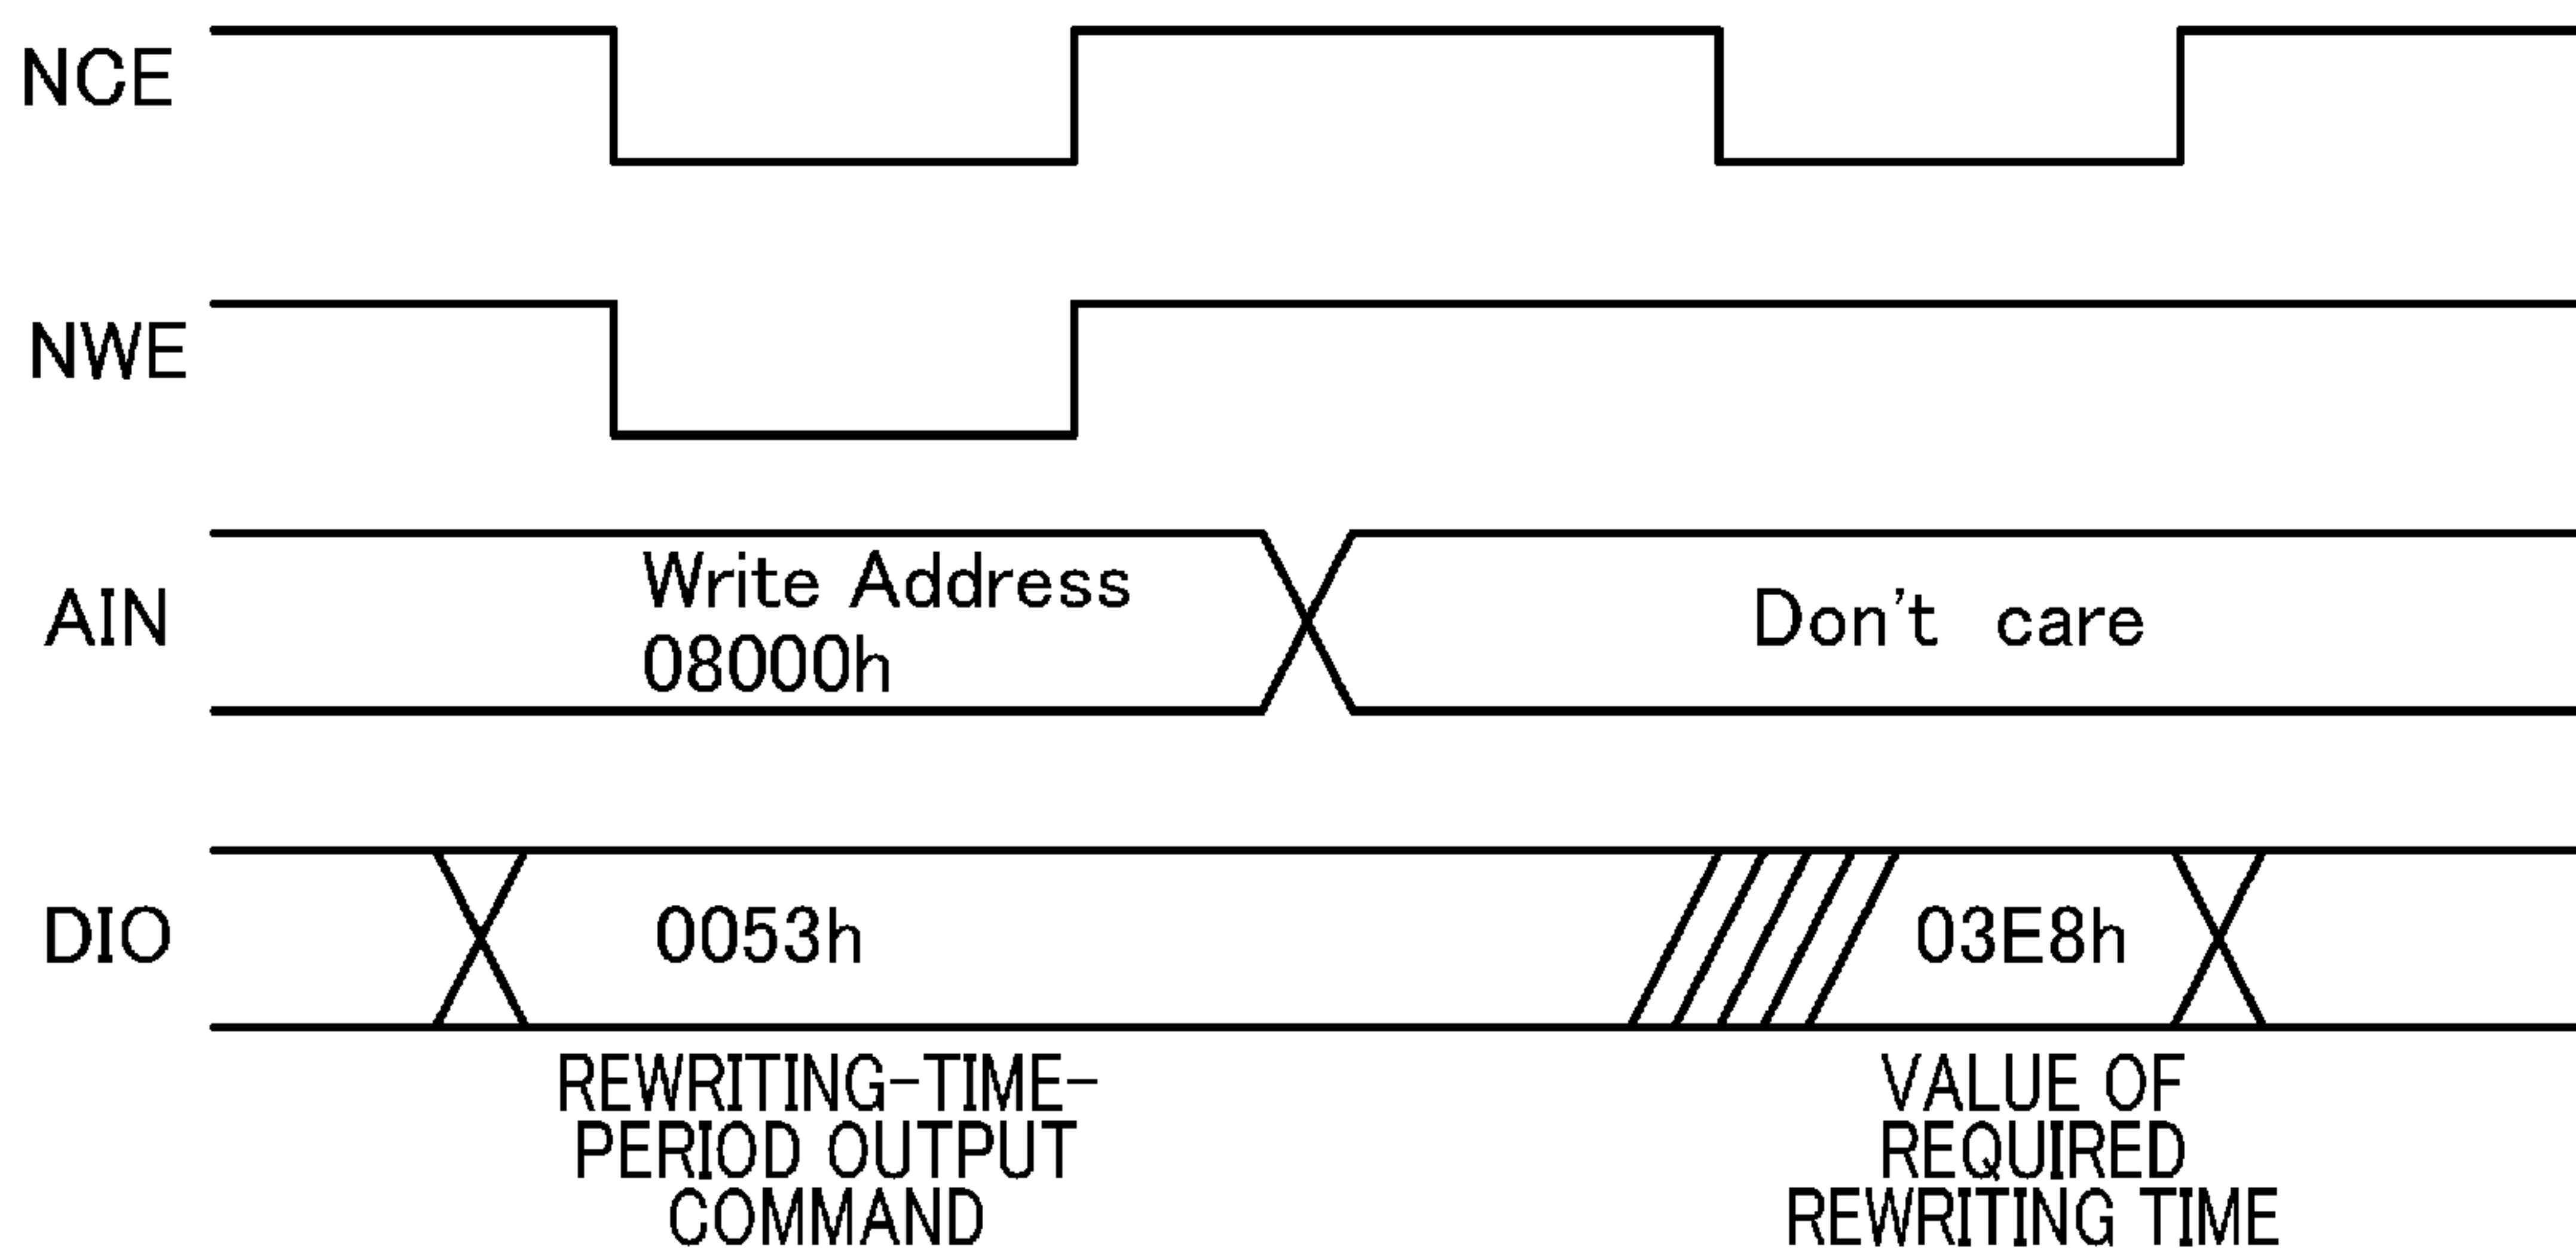 NCE
NWE
AIN
Write Address
08000h
Don't care
DIO
0053h
03E8h
REWRITING-TIME-
PERIOD OUTPUT
COMMAND
VALUE OF
REQUIRED
REWRITING TIME